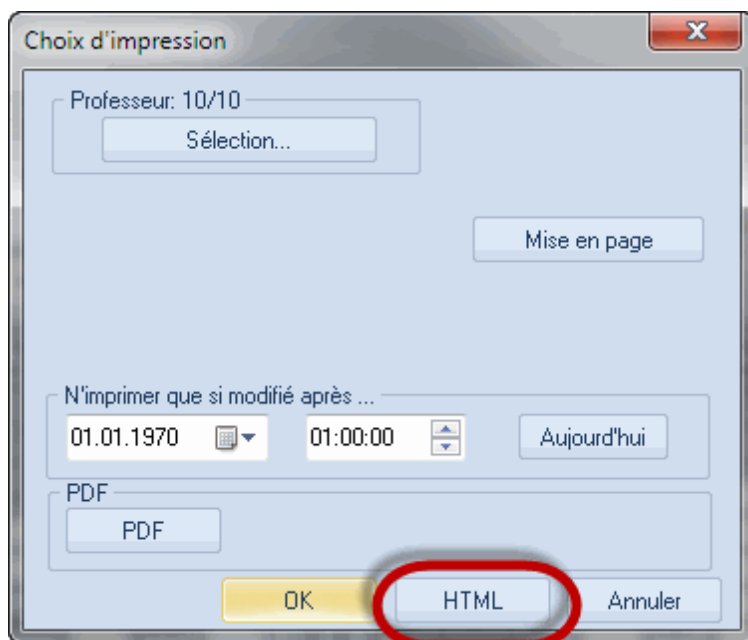 Choix d'impression
Professeur: 10/10
Sélection...
Mise en page
N'imprimer que si modifié après ...
01.01.1970 01:00:00 Aujourd'hui
PDF
PDF
OK HTML Annuler